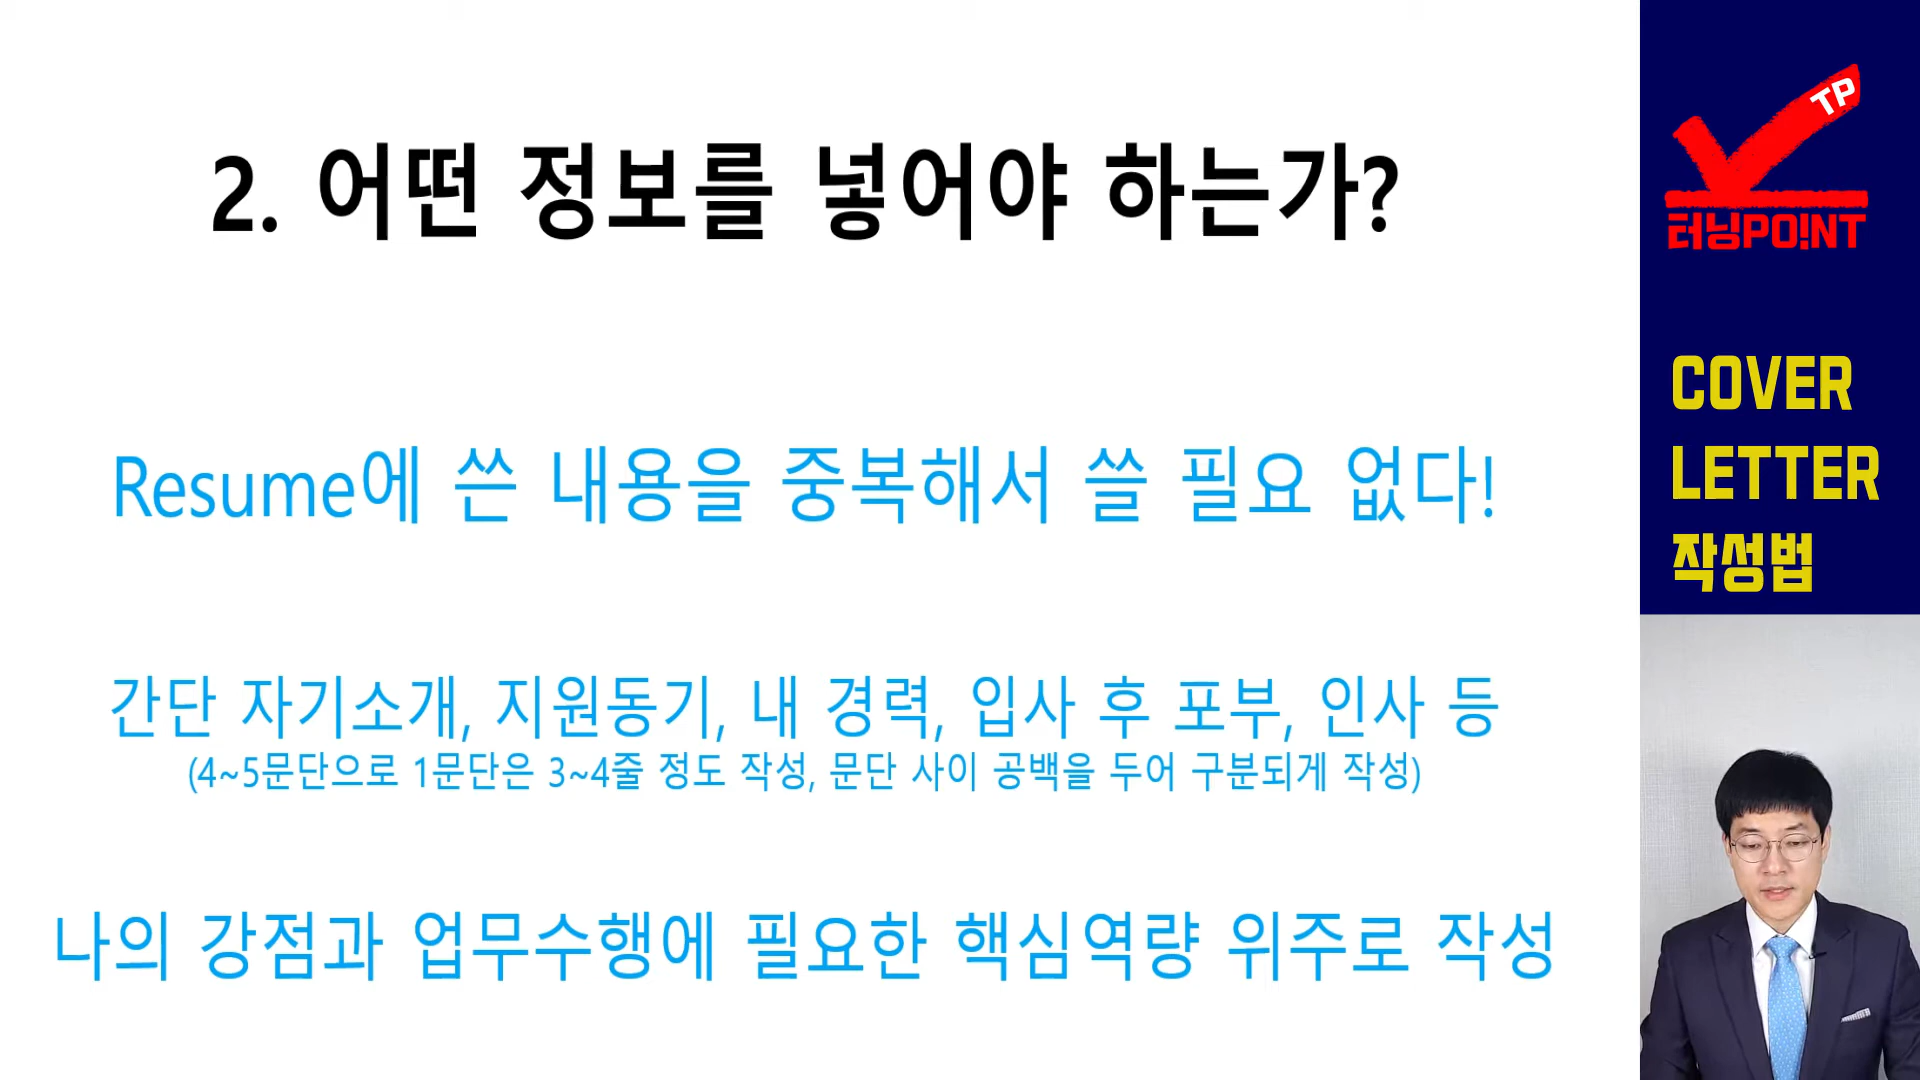 2. 어떤 정보를 넣어야 하는가?
Resume에 쓴 내용을 중복해서 쓸 필요 없다!
간단 자기소개, 지원동기, 내 경력, 입사 후 포부, 인사 등
(4~5문단으로 1문단은 3~4줄 정도 작성, 문단 사이 공백을 두어 구분되게 작성)
나의 강점과 업무수행에 필요한 핵심역량 위주로 작성
TP
터닝PO!NT
COVER
LETTER
작성법